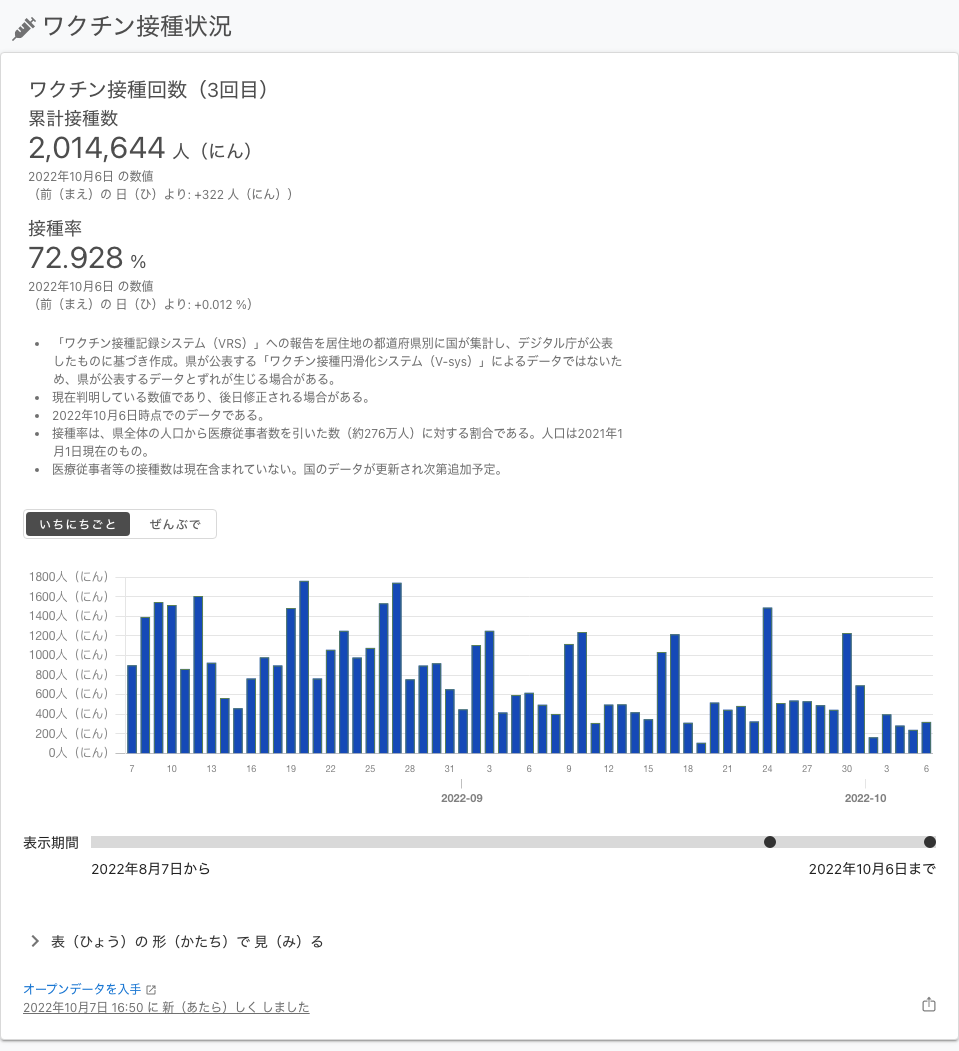 ワクチン接種状況
ワクチン接種回数（3回目）
累計接種数
2,014,644 人（にん）
2022年10月6日 の数値
（前（まえ）の 日（ひ）より: +322 人（にん））
接種率
72.928 %
2022年10月6日 の数値
（前（まえ）の 日（ひ）より: +0.012 %）
• 「ワクチン接種記録システム（VRS）」への報告を居住地の都道府県別に国が集計し、デジタル庁が公表
したものに基づき作成。県が公表する「ワクチン接種円滑化システム（V-sys）」によるデータではないた
め、県が公表するデータとずれが生じる場合がある。
• 現在判明している数値であり、後日修正される場合がある。
• 2022年10月6日時点でのデータである。
• 接種率は、県全体の人口から医療従事者数を引いた数（約276万人）に対する割合である。人口は2021年1
月1日現在のもの。
• 医療従事者等の接種数は現在含まれていない。国のデータが更新され次第追加予定。
いちにちごと ぜんぶで
1800人（にん）
1600人（にん）
1400人（にん）
1200人（にん）
1000人（にん）
800人（にん）
600人（にん）
400人（にん）
200人（にん）
0人（にん）
7 10 13 16 19 22 25 28 31 3 6 9 12 15 18 21 24 27 30 3 6
2022-09 2022-10
表示期間
2022年8月7日から 2022年10月6日まで
表（ひょう）の 形（かたち）で 見（み）る
オープンデータを入手
2022年10月7日 16:50 に 新（あたら）しく しました